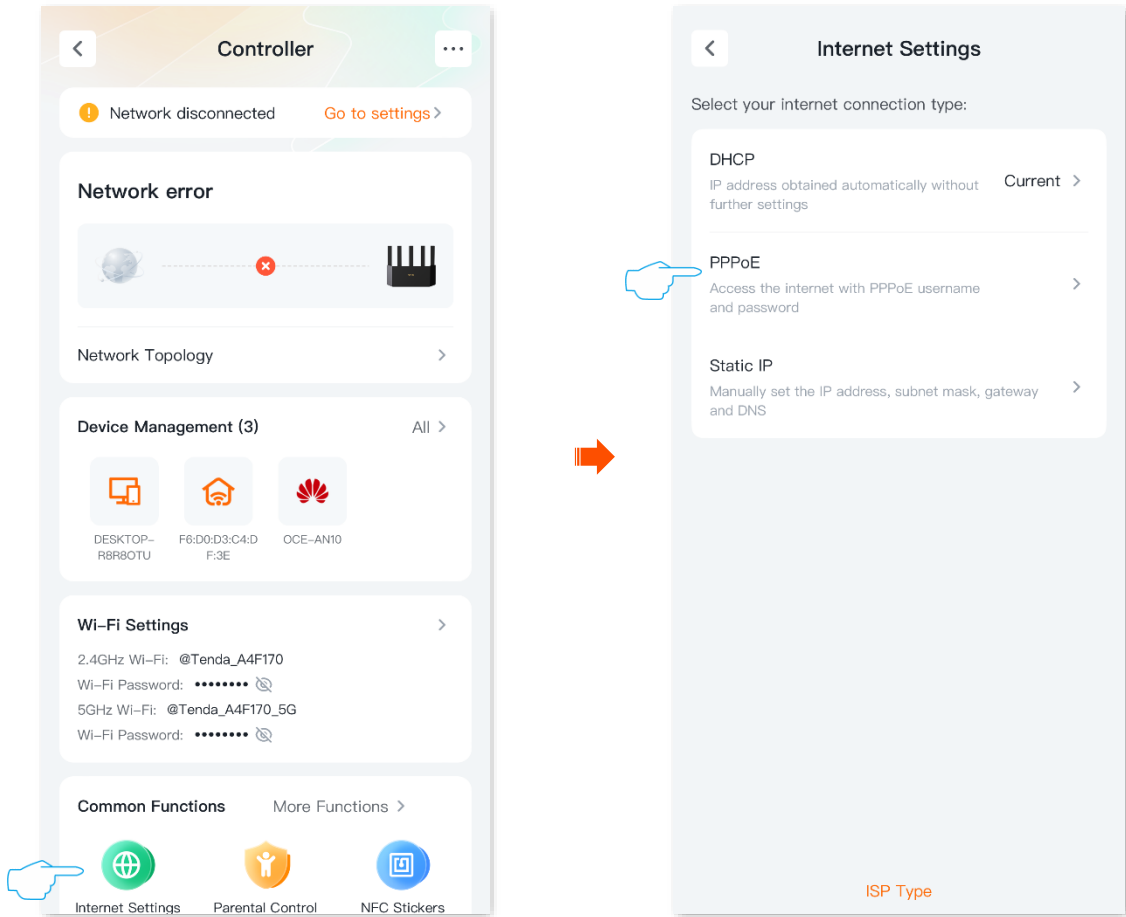 Controller
Network disconnected
Go to settings
Network error
Network Topology
Device Management (3)
All
DESKTOP-
R8R8OTU
F6:D0:D3:C4:D
F:3E
OCE-AN10
Wi-Fi Settings
2.4GHz Wi-Fi: @Tenda_A4F170
Wi-Fi Password: ••••••••
5GHz Wi-Fi: @Tenda_A4F170_5G
Wi-Fi Password: ••••••••
Common Functions
More Functions
Internet Settings
Parental Control
NFC Stickers
Internet Settings
Select your internet connection type:
DHCP
IP address obtained automatically without
further settings
Current
PPPoE
Access the internet with PPPoE username
and password
Static IP
Manually set the IP address, subnet mask, gateway
and DNS
ISP Type